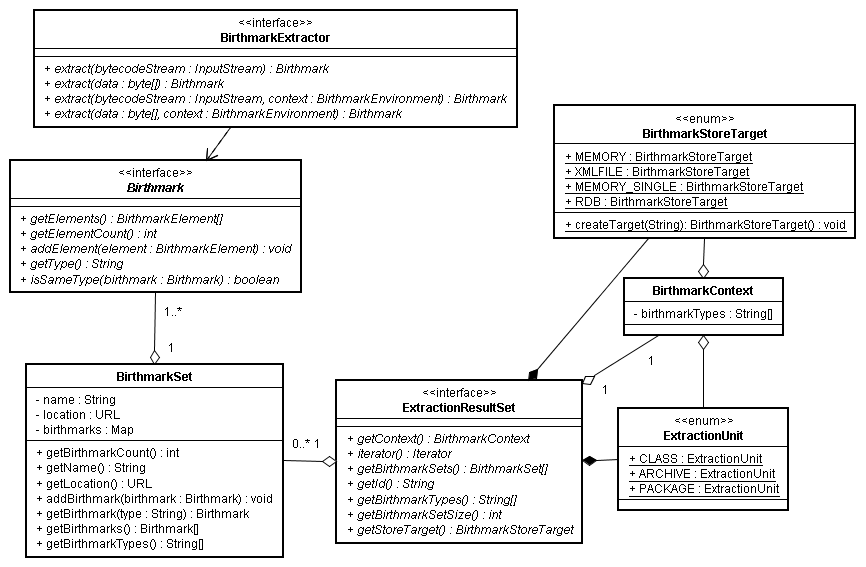 <<interface>>
BirthmarkExtractor
+ extract(bytecodeStream : InputStream) : Birthmark
+ extract(data : byte[]) : Birthmark
+ extract(bytecodeStream : InputStream, context : BirthmarkEnvironment) : Birthmark
+ extract(data : byte[], context : BirthmarkEnvironment) : Birthmark
<<enum>>
BirthmarkStoreTarget
+ MEMORY : BirthmarkStoreTarget
+ XMLFILE : BirthmarkStoreTarget
+ MEMORY_SINGLE : BirthmarkStoreTarget
+ RDB : BirthmarkStoreTarget
+ createTarget(String): BirthmarkStoreTarget() : void
<<interface>>
Birthmark
+ getElements() : BirthmarkElement[]
+ getElementCount() : int
+ addElement(element : BirthmarkElement) : void
+ getType() : String
+ isSameType(birthmark : Birthmark) : boolean
BirthmarkContext
- birthmarkTypes : String[]
1..*
1
1
1
BirthmarkSet
- name : String
- location : URL
- birthmarks : Map
+ getBirthmarkCount() : int
+ getName() : String
+ getLocation() : URL
+ addBirthmark(birthmark : Birthmark) : void
+ getBirthmark(type : String) : Birthmark
+ getBirthmarks() : Birthmark[]
+ getBirthmarkTypes() : String[]
0..* 1
<<interface>>
ExtractionResultSet
+ getContext() : BirthmarkContext
+ iterator() : Iterator
+ getBirthmarkSets() : BirthmarkSet[]
+ getId() : String
+ getBirthmarkTypes() : String[]
+ getBirthmarkSetSize() : int
+ getStoreTarget() : BirthmarkStoreTarget
<<enum>>
ExtractionUnit
+ CLASS : ExtractionUnit
+ ARCHIVE : ExtractionUnit
+ PACKAGE : ExtractionUnit